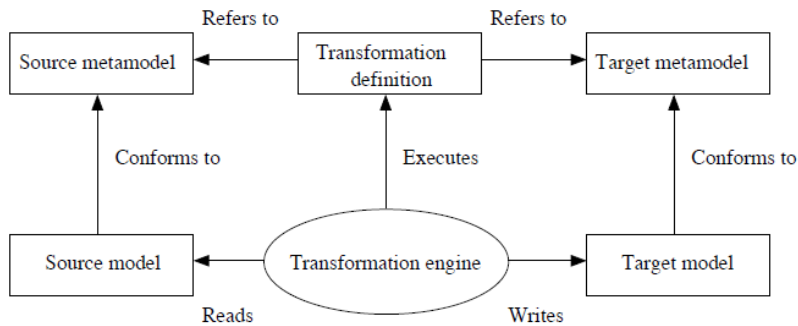 Refers to
Refers to
Source metamodel
Transformation
definition
Target metamodel
Conforms to
Executes
Conforms to
Source model
Transformation engine
Target model
Reads
Writes